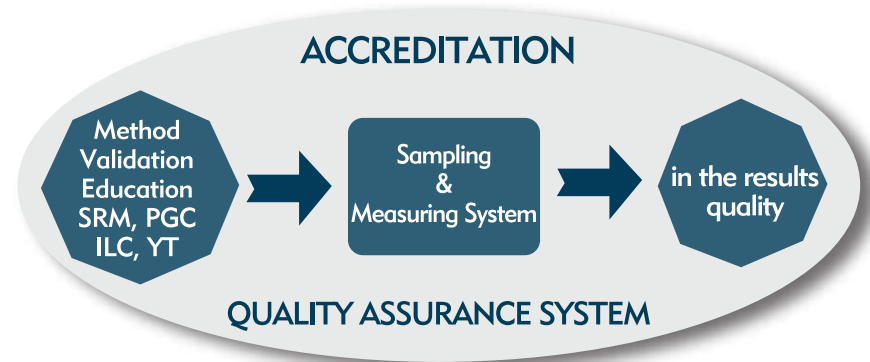 ACCREDITATION
Method
Validation
Education
SRM, PGC
ILC, YT
Sampling
&
Measuring System
in the results
quality
QUALITY ASSURANCE SYSTEM